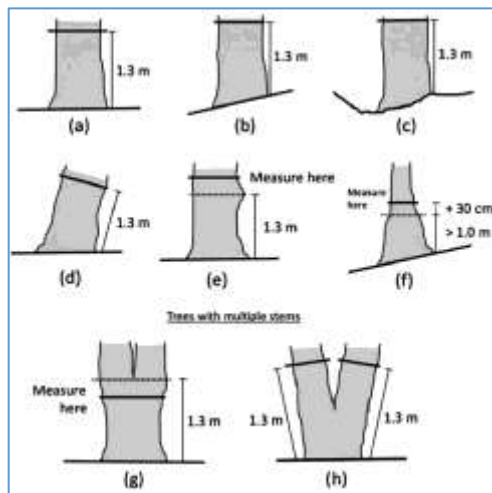 1.3 m
1.3 m
1.3 m
(a)
(b)
(c)
Measure here
1.3 m
1.3 m
Measure here
+ 30 cm
> 1.0 m
(d)
(e)
(f)
Trees with multiple stems
Measure here
1.3 m
1.3 m
1.3 m
(g)
(h)